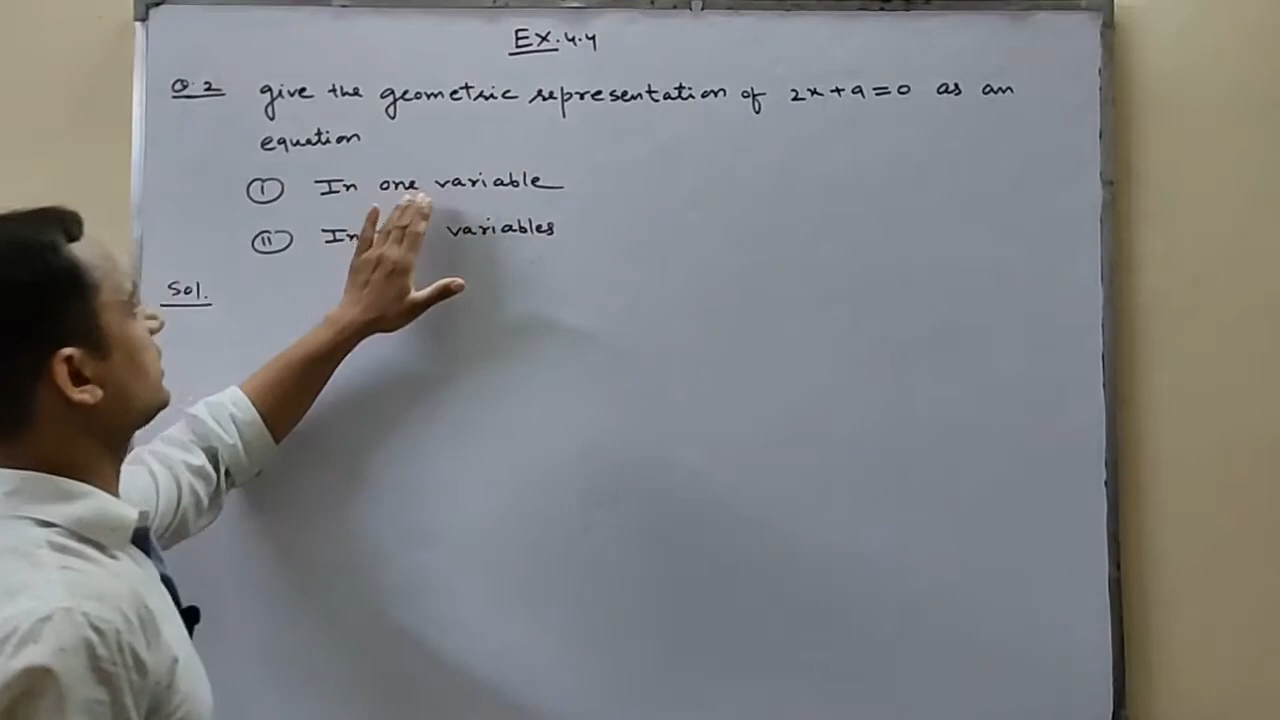 Ex. 4.4
Q.2 give the geometric representation of 2x+9=0 as an
equation
(i) In one variable
(ii) In variables
Sol.